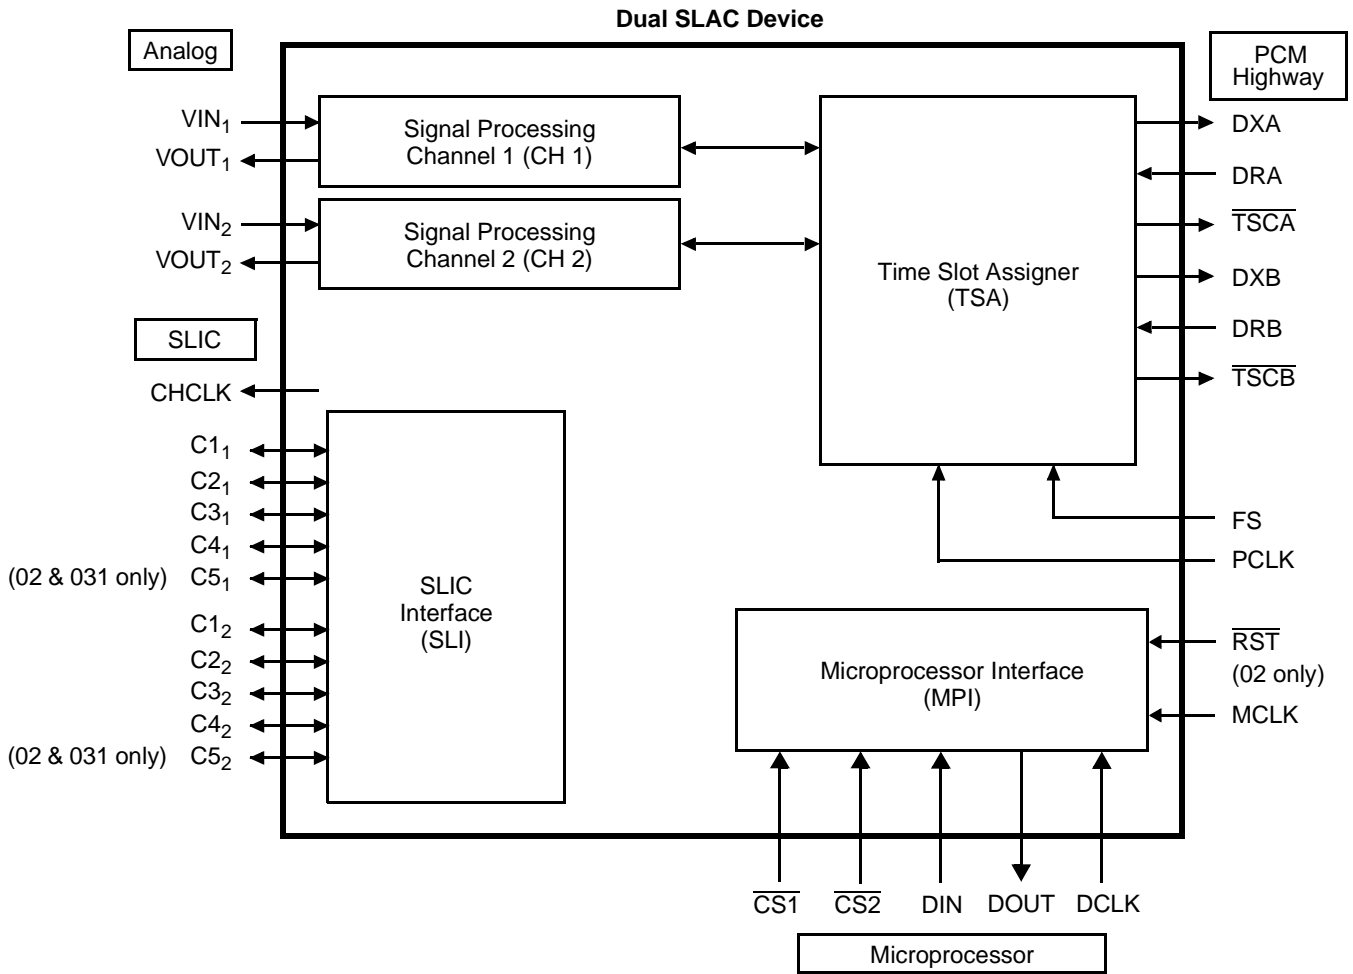 Dual SLAC Device
Analog
PCM
Highway
VIN1
VOUT1
VIN2
VOUT2
Signal Processing
Channel 1 (CH 1)
Signal Processing
Channel 2 (CH 2)
Time Slot Assigner
(TSA)
DXA
DRA
TSCA
DXB
DRB
TSCB
SLIC
CHCLK
C11
C21
C31
C41
(02 & 031 only) C51
C12
C22
C32
C42
(02 & 031 only) C52
SLIC
Interface
(SLI)
FS
PCLK
Microprocessor Interface
(MPI)
RST
(02 only)
MCLK
CS1 CS2 DIN DOUT DCLK
Microprocessor